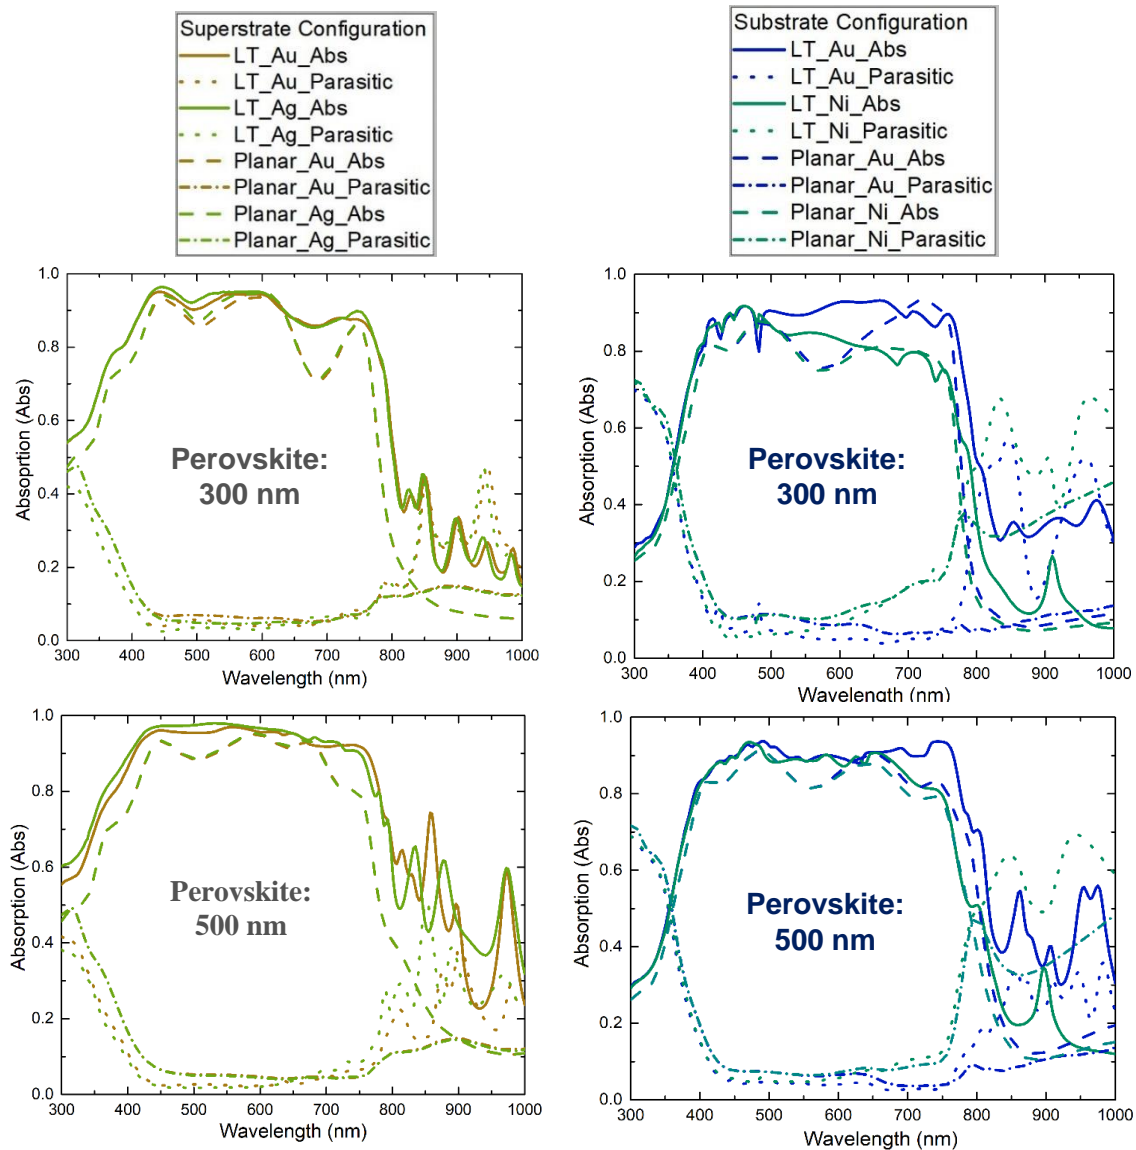 Superstrate Configuration
LT_Au_Abs
LT_Au_Parasitic
LT_Ag_Abs
LT_Ag_Parasitic
Planar_Au_Abs
Planar_Au_Parasitic
Planar_Ag_Abs
Planar_Ag_Parasitic
Substrate Configuration
LT_Au_Abs
LT_Au_Parasitic
LT_Ni_Abs
LT_Ni_Parasitic
Planar_Au_Abs
Planar_Au_Parasitic
Planar_Ni_Abs
Planar_Ni_Parasitic
Absorption (Abs)
1.0
0.8
0.6
0.4
0.2
0.0
Perovskite:
300 nm
300 400 500 600 700 800 900 1000
Wavelength (nm)
Absoprtion (Abs)
1.0
0.8
0.6
0.4
0.2
0.0
Perovskite:
300 nm
300 400 500 600 700 800 900 1000
Wavelength (nm)
Absorption (Abs)
1.0
0.8
0.6
0.4
0.2
0.0
Perovskite:
500 nm
300 400 500 600 700 800 900 1000
Wavelength (nm)
Absorption (Abs)
1.0
0.8
0.6
0.4
0.2
0.0
Perovskite:
500 nm
300 400 500 600 700 800 900 1000
Wavelength (nm)